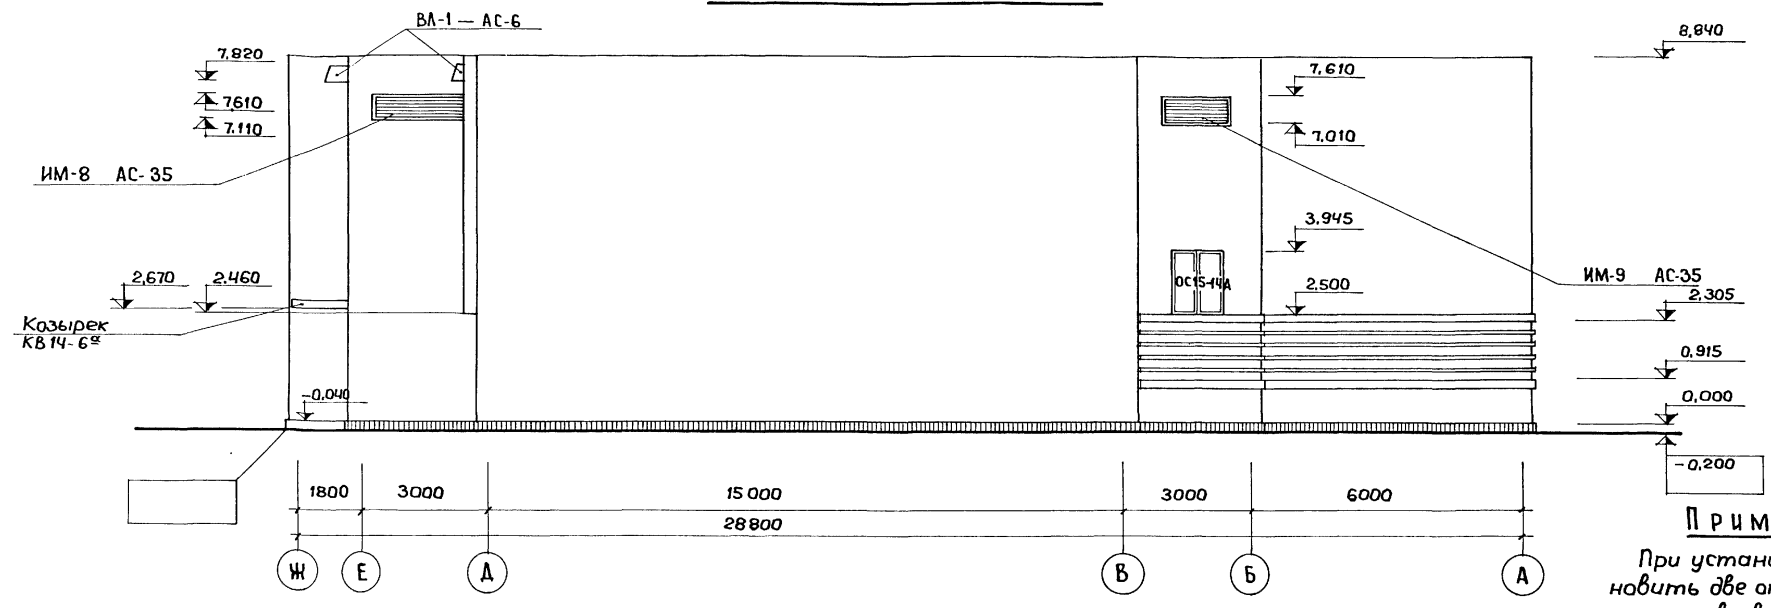 ВЛ-1 — АС-6
8,840
7,820
7,610
7,610
7.110
7,010
ИМ-8 АС-35
3,945
ИМ-9 АС-35
2,670
2.460
ОС15-14А
2,500
2,305
Козырек
КВ14-6а
0,915
-0,040
0,000
-0,200
1800
3000
15000
3000
6000
28800
Ж
Е
Д
В
Б
А
Прим
При устан
новить две